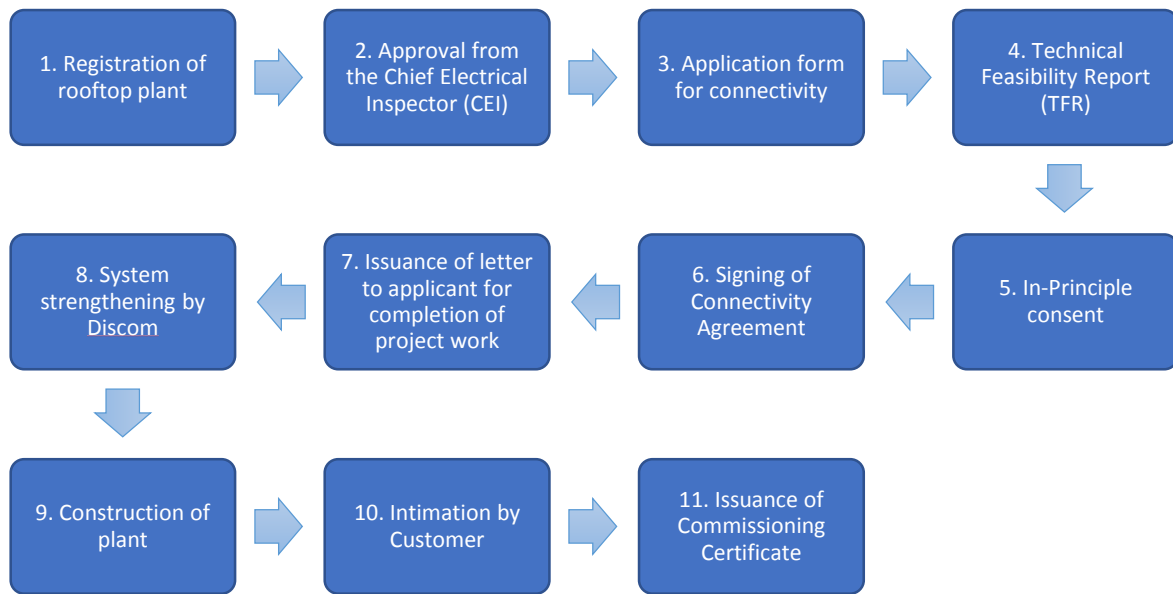 1. Registration of
rooftop plant
2. Approval from
the Chief Electrical
Inspector (CEI)
3. Application form
for connectivity
4. Technical
Feasibility Report
(TFR)
5. In-Principle
consent
6. Signing of
Connectivity
Agreement
7. Issuance of letter
to applicant for
completion of
project work
8. System
strengthening by
Discom
9. Construction of
plant
10. Intimation by
Customer
11. Issuance of
Commissioning
Certificate